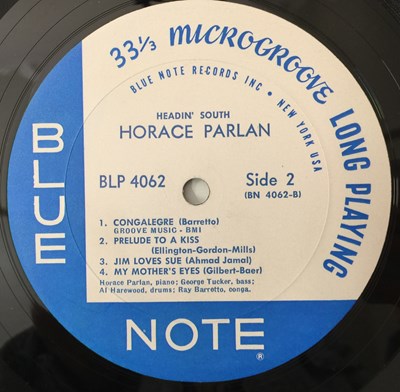 33⅓ MICROGROOVE LONG PLAYING
BLUE NOTE RECORDS INC • NEW YORK USA
HEADIN' SOUTH
HORACE PARLAN
BLP 4062
Side 2
(BN 4062-B)
1. CONGALEGRE (Barretto)
GROOVE MUSIC - BMI
2. PRELUDE TO A KISS
(Ellington-Gordon-Mills)
3. JIM LOVES SUE (Ahmad Jamal)
4. MY MOTHER'S EYES (Gilbert-Baer)
Horace Parlan, piano; George Tucker, bass;
Al Harewood, drums; Ray Barretto, conga.
BLUE
NOTE
®